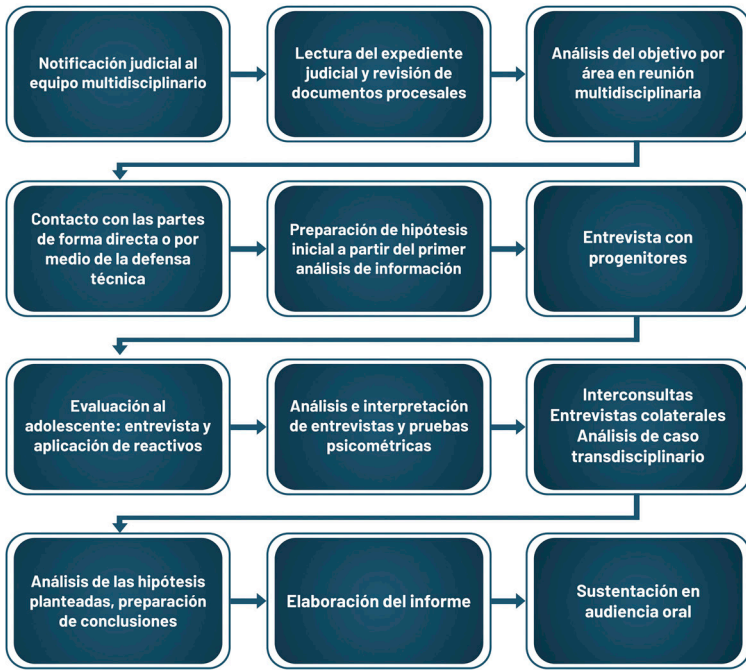 Notificación judicial al
equipo multidisciplinario
Lectura del expediente
judicial y revisión de
documentos procesales
Análisis del objetivo por
área en reunión
multidisciplinaria
Contacto con las partes
de forma directa o por
medio de la defensa
técnica
Preparación de hipótesis
inicial a partir del primer
análisis de información
Entrevista con
progenitores
Evaluación al
adolescente: entrevista y
aplicación de reactivos
Análisis e interpretación
de entrevistas y pruebas
psicométricas
Interconsultas
Entrevistas colaterales
Análisis de caso
transdisciplinario
Análisis de las hipótesis
planteadas, preparación
de conclusiones
Elaboración del informe
Sustentación en
audiencia oral